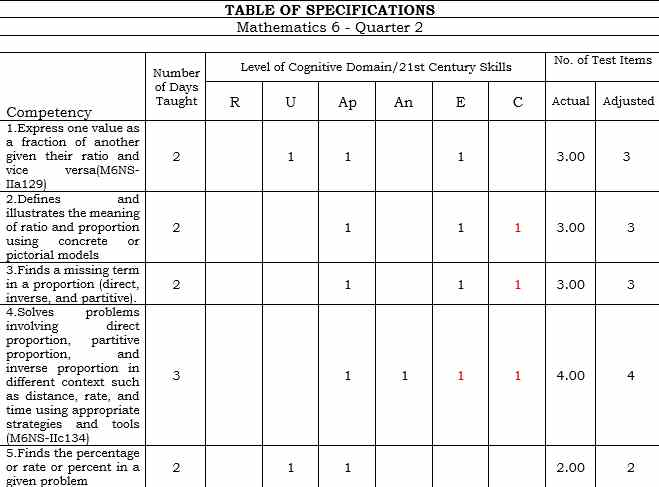 TABLE OF SPECIFICATIONS
Mathematics 6 - Quarter 2
Competency
Number
of Days
Taught
Level of Cognitive Domain/21st Century Skills
No. of Test Items
R U Ap An E C Actual Adjusted
1.Express one value as
a fraction of another
given their ratio and
vice versa(M6NS-
IIa129)
2 1 1 1 3.00 3
2.Defines and
illustrates the meaning
of ratio and proportion
using concrete or
pictorial models
2 1 1 1 3.00 3
3.Finds a missing term
in a proportion (direct,
inverse, and partitive).
2 1 1 1 3.00 3
4.Solves problems
involving direct
proportion, partitive
proportion, and
inverse proportion in
different context such
as distance, rate, and
time using appropriate
strategies and tools
(M6NS-IIc134)
3 1 1 1 1 4.00 4
5.Finds the percentage
or rate or percent in a
given problem
2 1 1 2.00 2